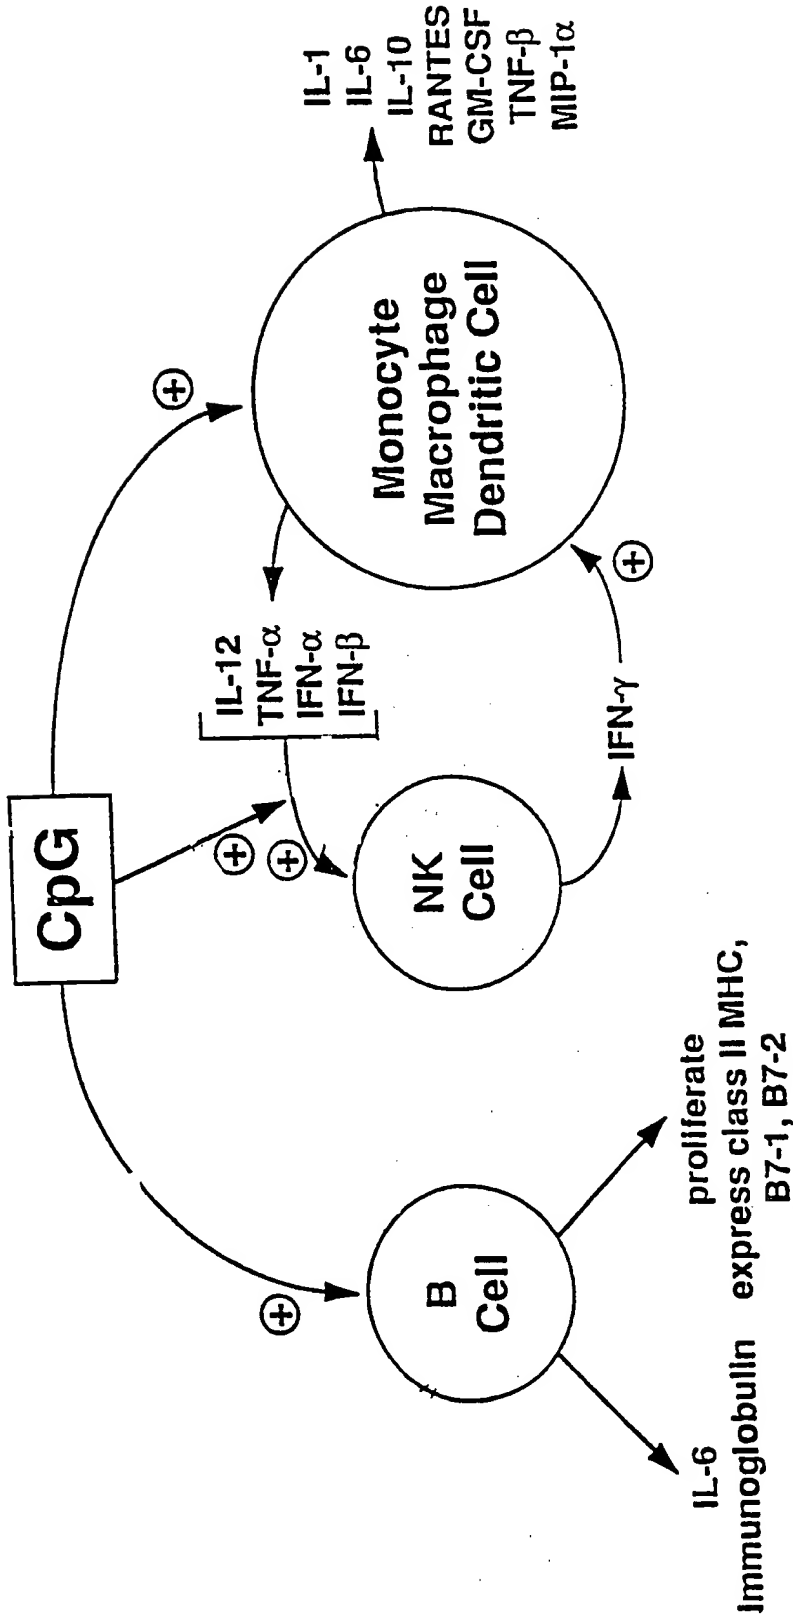 CpG
+
+
+
+
+
IL-12
TNF-α
IFN-α
IFN-β
B
Cell
NK
Cell
Monocyte
Macrophage
Dendritic Cell
IL-1
IL-6
IL-10
RANTES
GM-CSF
TNF-β
MIP-1α
IFN-γ
IL-6
Immunoglobulin
proliferate
express class II MHC,
B7-1, B7-2